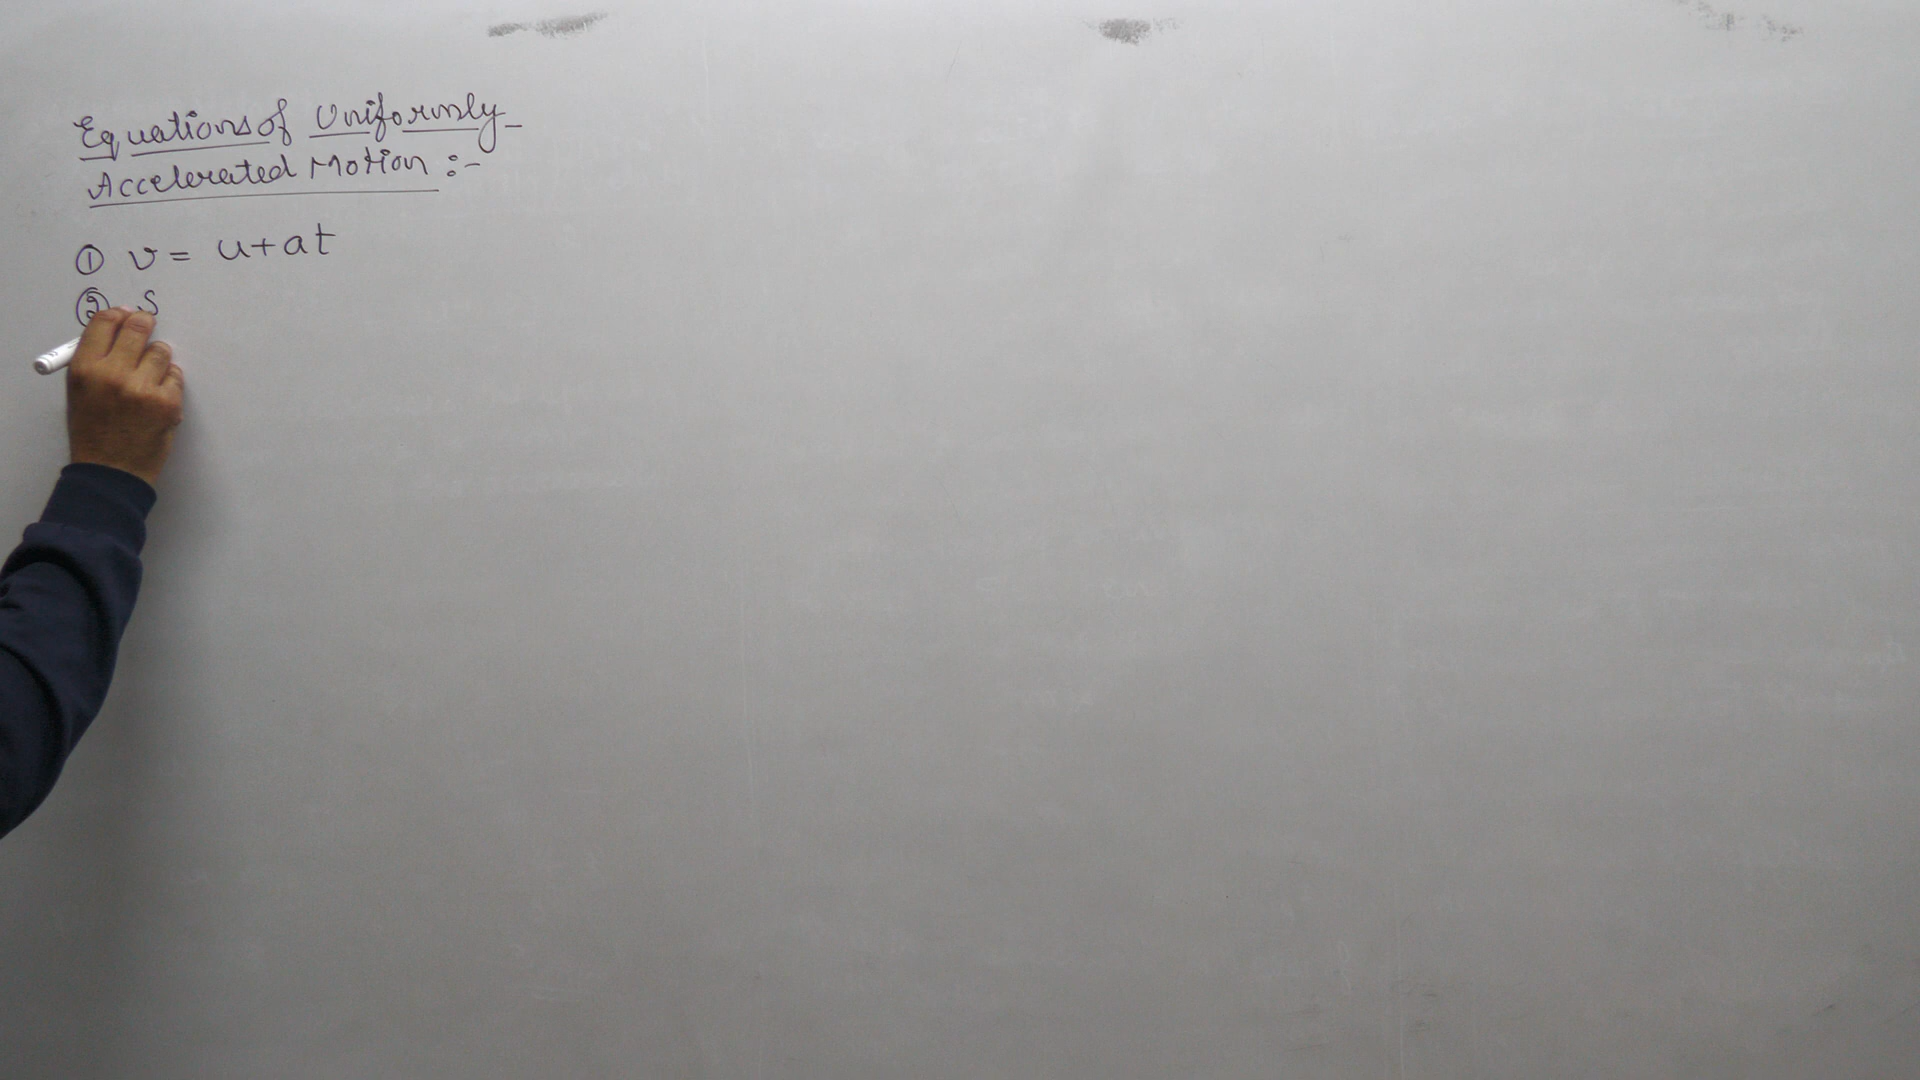 Equations of Uniformly-
Accelerated Motion :-
① v = u+at
② s